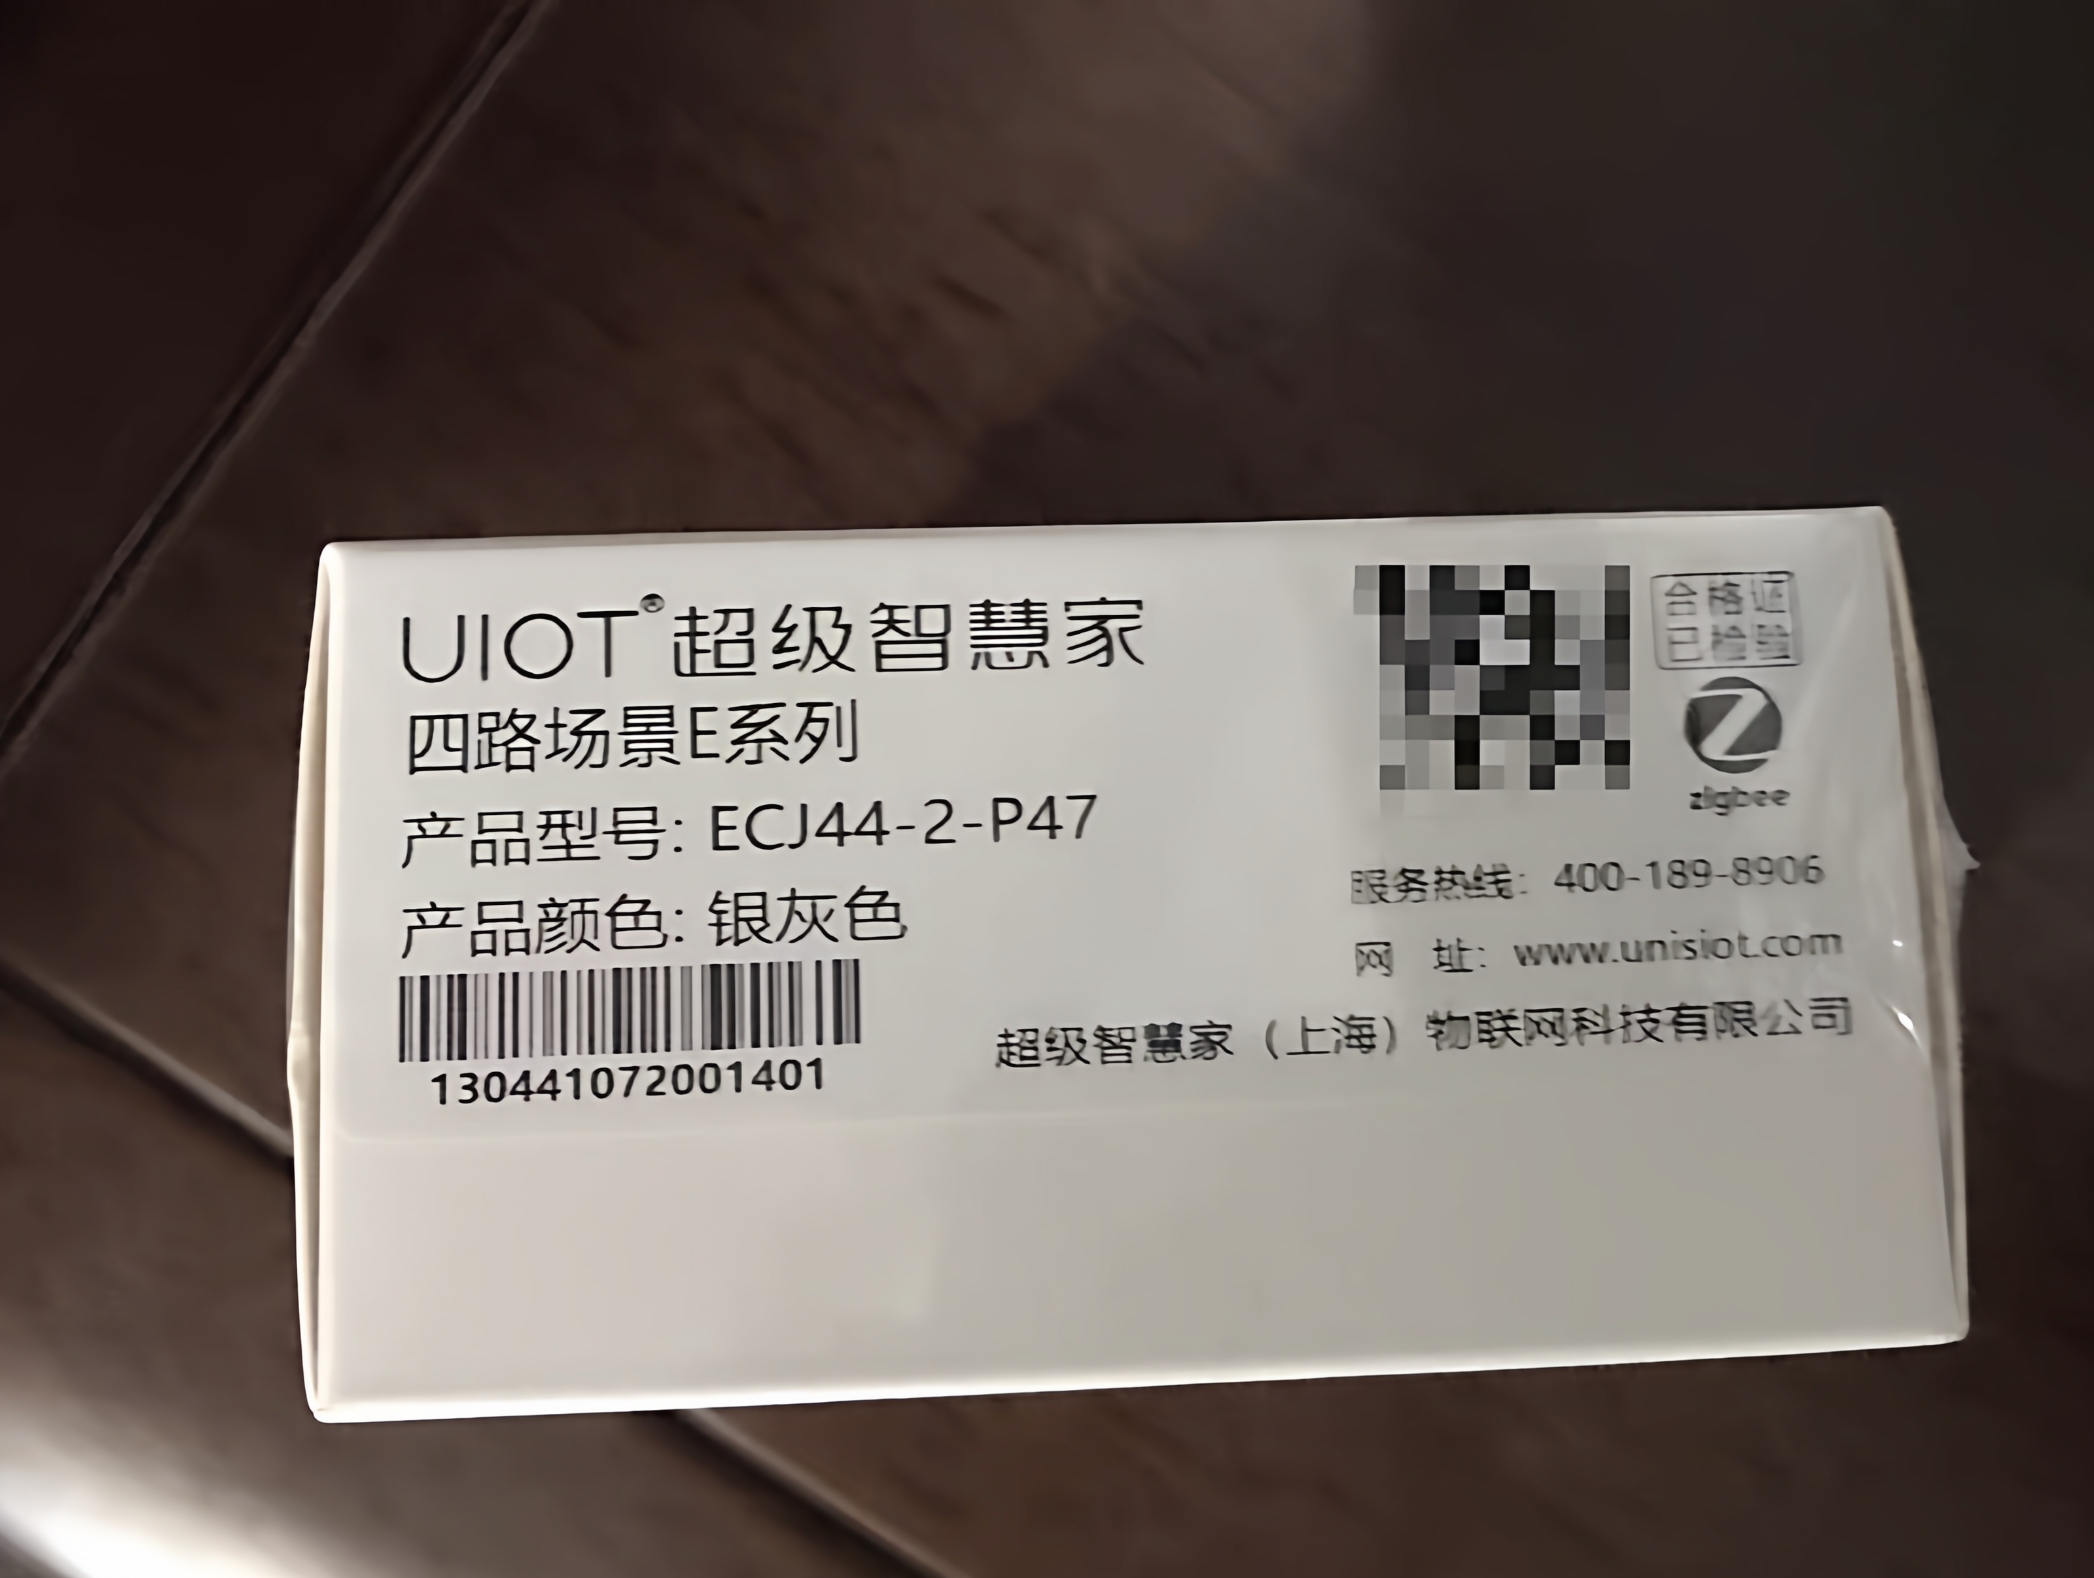 UIOT®超级智慧家
四路场景E系列
产品型号: ECJ44-2-P47
产品颜色: 银灰色
130441072001401
合格证
已检验
zigbee
服务热线: 400-189-8906
网 址: www.unisiot.com
超级智慧家（上海）物联网科技有限公司